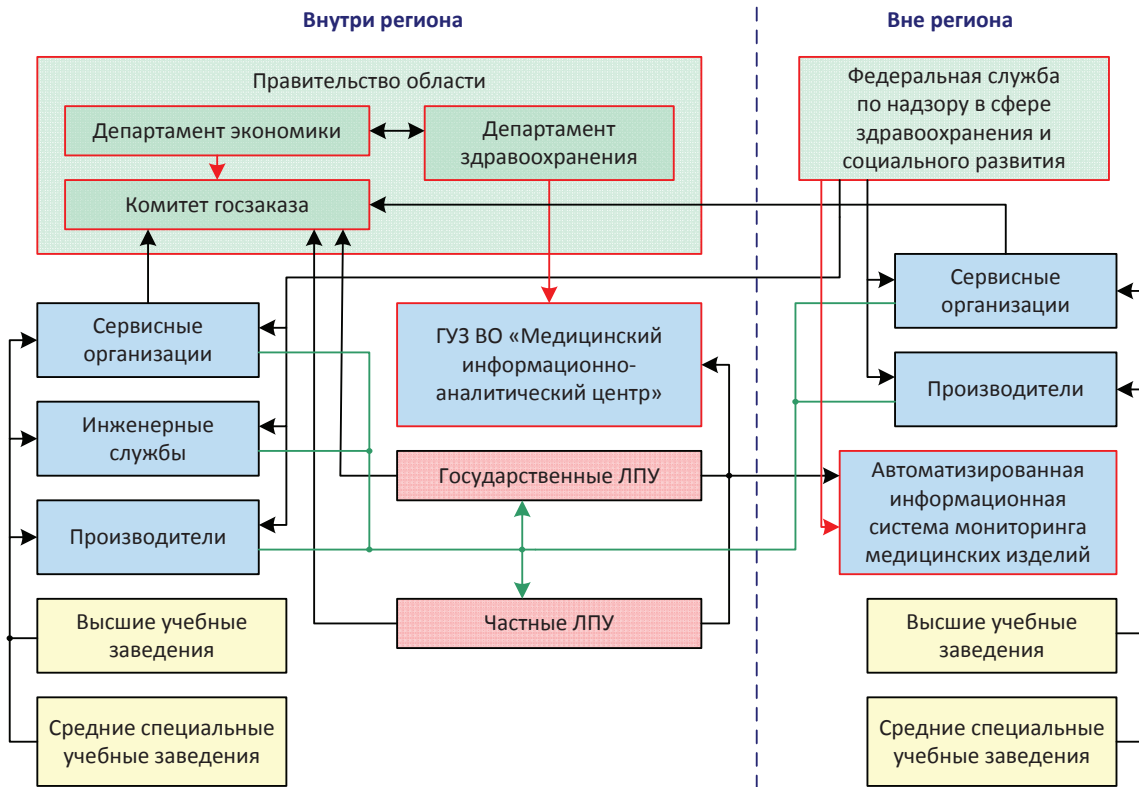 Внутри региона
Вне региона
Правительство области
Департамент экономики
Департамент
здравоохранения
Комитет госзаказа
Федеральная служба
по надзору в сфере
здравоохранения и
социального развития
Сервисные
организации
ГУЗ ВО «Медицинский
информационно-
аналитический центр»
Сервисные
организации
Инженерные
службы
Производители
Государственные ЛПУ
Автоматизированная
информационная
система мониторинга
медицинских изделий
Производители
Частные ЛПУ
Высшие учебные
заведения
Высшие учебные
заведения
Средние специальные
учебные заведения
Средние специальные
учебные заведения